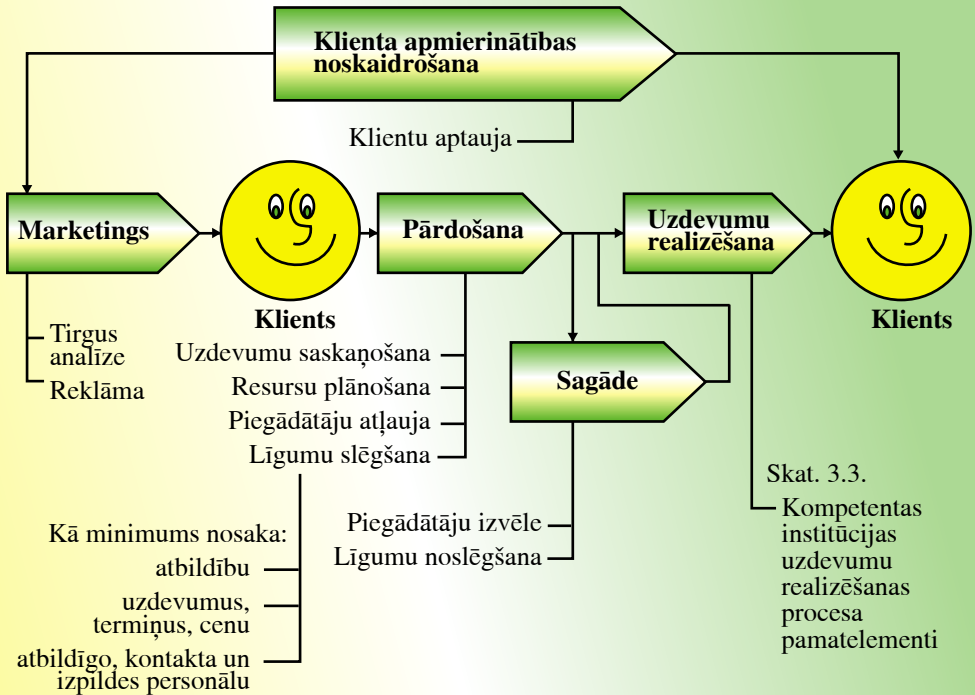 Klienta apmierinātības
noskaidrošana
Klientu aptauja
Marketings
Klients
Pārdošana
Uzdevumu
realizēšana
Klients
Tirgus
analīze
Reklāma
Uzdevumu saskaņošana
Resursu plānošana
Piegādātāju atļauja
Līgumu slēgšana
Sagāde
Piegādātāju izvēle
Līgumu noslēgšana
Kā minimums nosaka:
atbildību
uzdevumus,
termiņus, cenu
atbildīgo, kontakta un
izpildes personālu
Skat. 3.3.
Kompetentas
institūcijas
uzdevumu
realizēšanas
procesa
pamatelementi